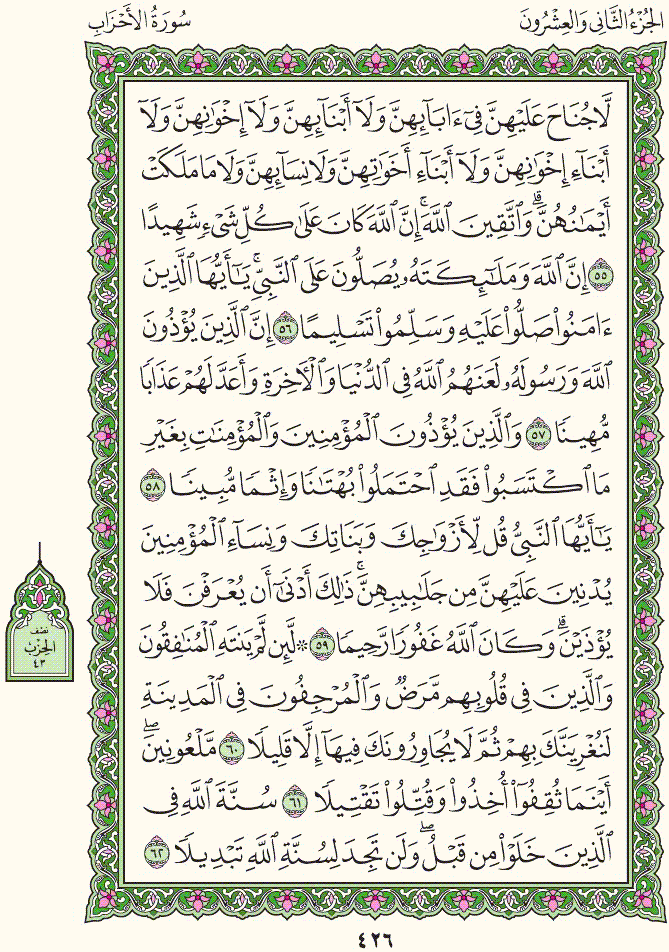 الجُزْءُ الثَّانِي وَالعِشْرُونَ
سُورَةُ الأَحْزَابِ
لَّا جُنَاحَ عَلَيْهِنَّ فِىٓ ءَابَآئِهِنَّ وَلَآ أَبْنَآئِهِنَّ وَلَآ إِخْوَٰنِهِنَّ وَلَآ
أَبْنَآءِ إِخْوَٰنِهِنَّ وَلَآ أَبْنَآءِ أَخَوَٰتِهِنَّ وَلَا نِسَآئِهِنَّ وَلَا مَا مَلَكَتْ
أَيْمَٰنُهُنَّۗ وَٱتَّقِينَ ٱللَّهَۚ إِنَّ ٱللَّهَ كَانَ عَلَىٰ كُلِّ شَىْءٍ شَهِيدًا
٥٥ إِنَّ ٱللَّهَ وَمَلَٰٓئِكَتَهُۥ يُصَلُّونَ عَلَى ٱلنَّبِىِّۚ يَٰٓأَيُّهَا ٱلَّذِينَ
ءَامَنُوا۟ صَلُّوا۟ عَلَيْهِ وَسَلِّمُوا۟ تَسْلِيمًا ٥٦ إِنَّ ٱلَّذِينَ يُؤْذُونَ
ٱللَّهَ وَرَسُولَهُۥ لَعَنَهُمُ ٱللَّهُ فِى ٱلدُّنْيَا وَٱلْءَاخِرَةِ وَأَعَدَّ لَهُمْ عَذَابًا
مُّهِينًا ٥٧ وَٱلَّذِينَ يُؤْذُونَ ٱلْمُؤْمِنِينَ وَٱلْمُؤْمِنَٰتِ بِغَيْرِ
مَا ٱكْتَسَبُوا۟ فَقَدِ ٱحْتَمَلُوا۟ بُهْتَٰنًا وَإِثْمًا مُّبِينًا ٥٨
يَٰٓأَيُّهَا ٱلنَّبِىُّ قُل لِّأَزْوَٰجِكَ وَبَنَاتِكَ وَنِسَآءِ ٱلْمُؤْمِنِينَ
يُدْنِينَ عَلَيْهِنَّ مِن جَلَٰبِيبِهِنَّۚ ذَٰلِكَ أَدْنَىٰٓ أَن يُعْرَفْنَ فَلَا
يُؤْذَيْنَۗ وَكَانَ ٱللَّهُ غَفُورًا رَّحِيمًا ٥٩ ۞ لَّئِن لَّمْ يَنتَهِ ٱلْمُنَٰفِقُونَ
وَٱلَّذِينَ فِى قُلُوبِهِم مَّرَضٌ وَٱلْمُرْجِفُونَ فِى ٱلْمَدِينَةِ
لَنُغْرِيَنَّكَ بِهِمْ ثُمَّ لَا يُجَاوِرُونَكَ فِيهَآ إِلَّا قَلِيلًا ٦٠ مَّلْعُونِينَۖ
أَيْنَمَا ثُقِفُوٓا۟ أُخِذُوا۟ وَقُتِّلُوا۟ تَقْتِيلًا ٦١ سُنَّةَ ٱللَّهِ فِى
ٱلَّذِينَ خَلَوْا۟ مِن قَبْلُۖ وَلَن تَجِدَ لِسُنَّةِ ٱللَّهِ تَبْدِيلًا ٦٢
نصف
الحزب
٤٣
٤٢٦